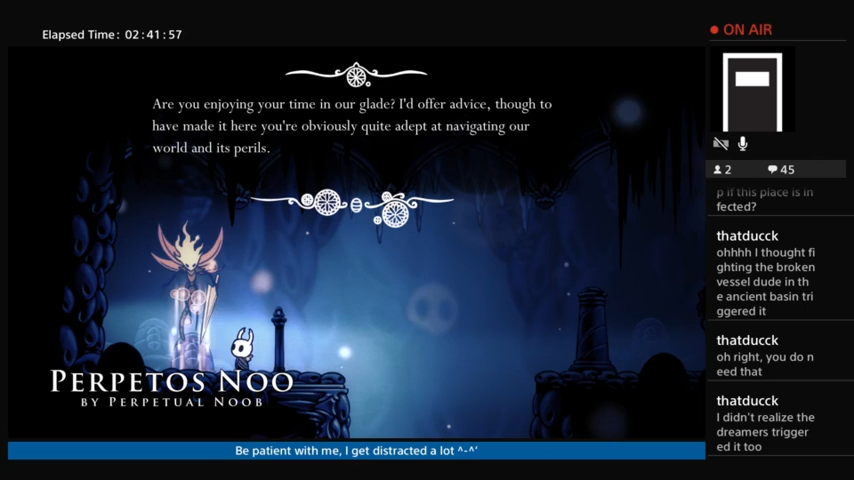 Elapsed Time: 02:41:57
ON AIR
Are you enjoying your time in our glade? I'd offer advice, though to
have made it here you're obviously quite adept at navigating our
world and its perils.
PERPETOS NOO
BY PERPETUAL NOOB
Be patient with me, I get distracted a lot ^-^'
2
45
p if this place is in
fected?
thatducck
ohhhh I thought fi
ghting the broken
vessel dude in th
e ancient basin tri
ggered it
thatducck
oh right, you do n
eed that
thatducck
I didn't realize the
dreamers trigger
ed it too